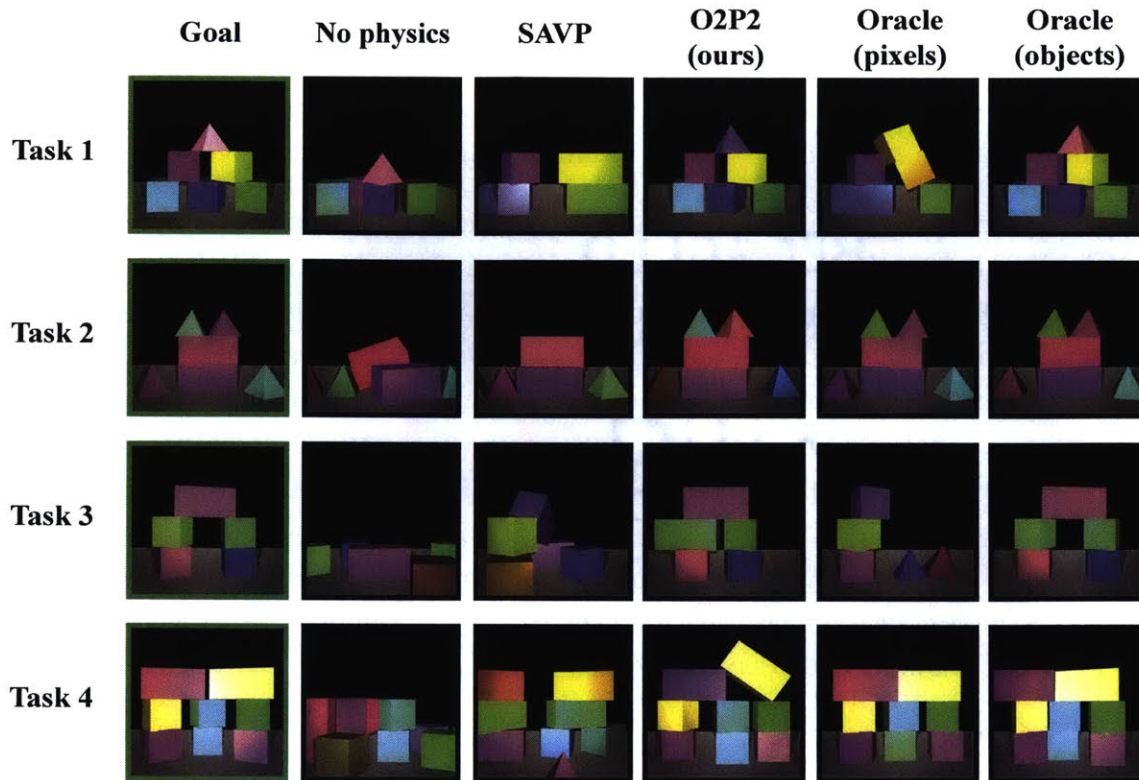 Goal No physics SAVP O2P2 (ours) Oracle (pixels) Oracle (objects)
Task 1
Task 2
Task 3
Task 4